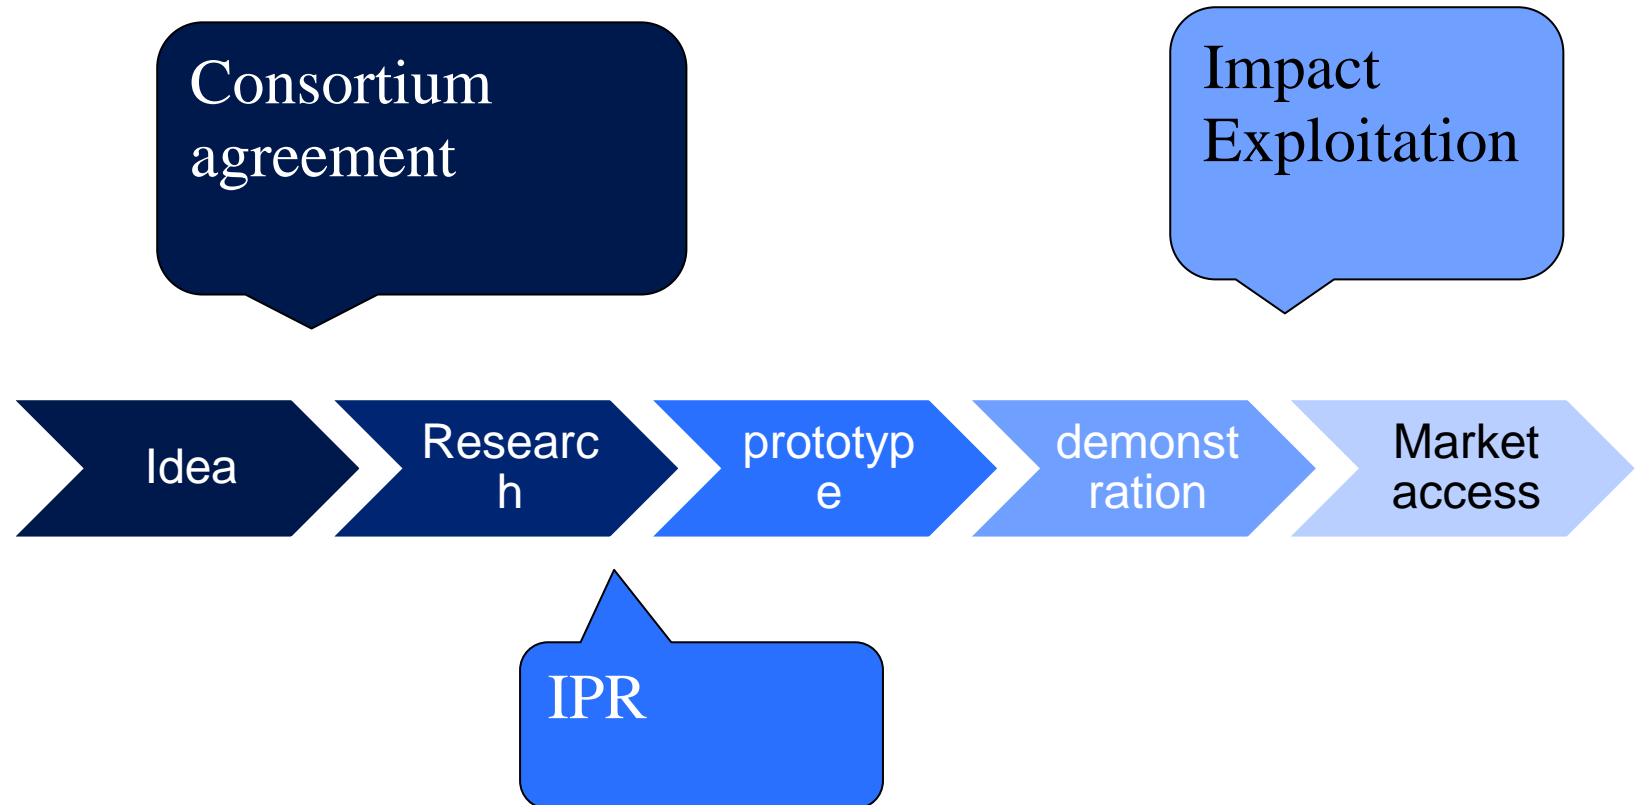 Consortium
agreement
Impact
Exploitation
Idea
Researc
h
prototyp
e
demonst
ration
Market
access
IPR